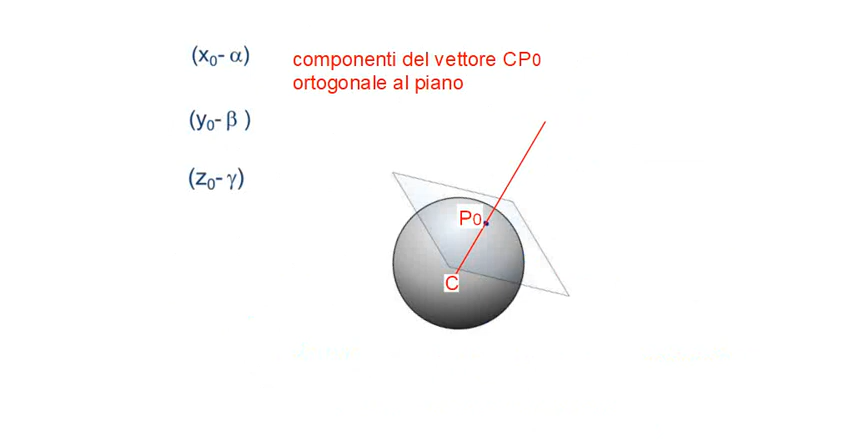 (x₀- α)
componenti del vettore CP0
ortogonale al piano
(y₀- β )
(z₀- γ)
P0
C